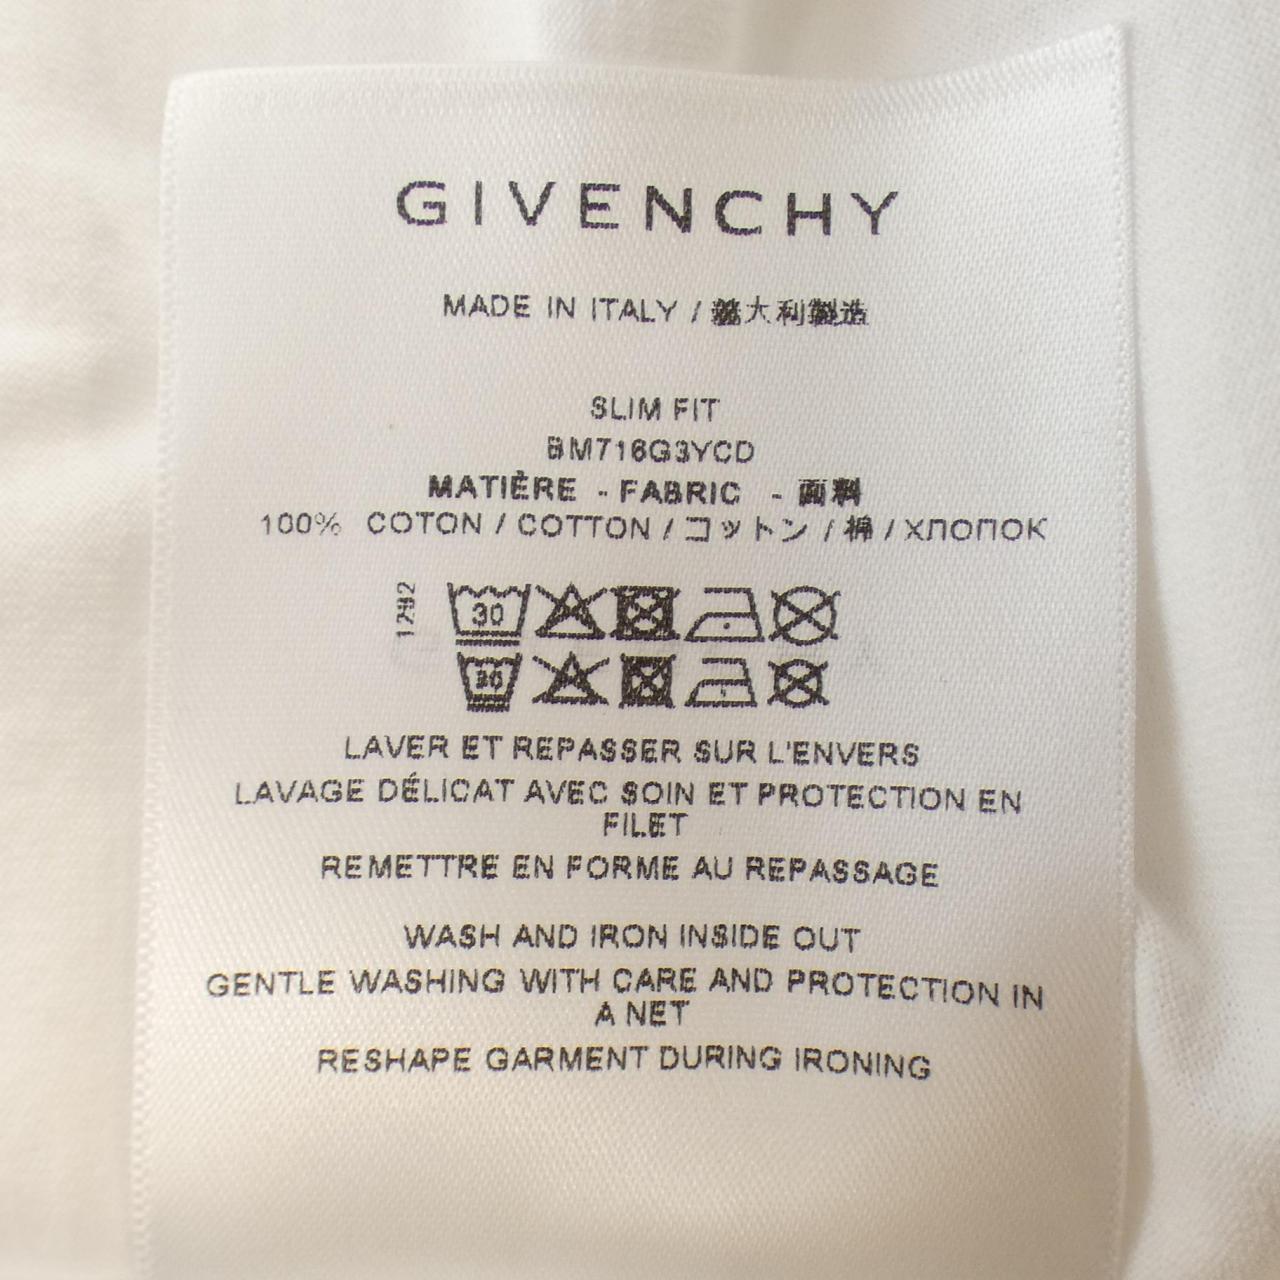 GIVENCHY
MADE IN ITALY / 義大利製造
SLIM FIT
BM716G3YCD
MATIÈRE - FABRIC - 面料
100% COTON / COTTON / コットン / 棉 / ХЛОПОК
1292
30
30
LAVER ET REPASSER SUR L'ENVERS
LAVAGE DÉLICAT AVEC SOIN ET PROTECTION EN
FILET
REMETTRE EN FORME AU REPASSAGE
WASH AND IRON INSIDE OUT
GENTLE WASHING WITH CARE AND PROTECTION IN
A NET
RESHAPE GARMENT DURING IRONING